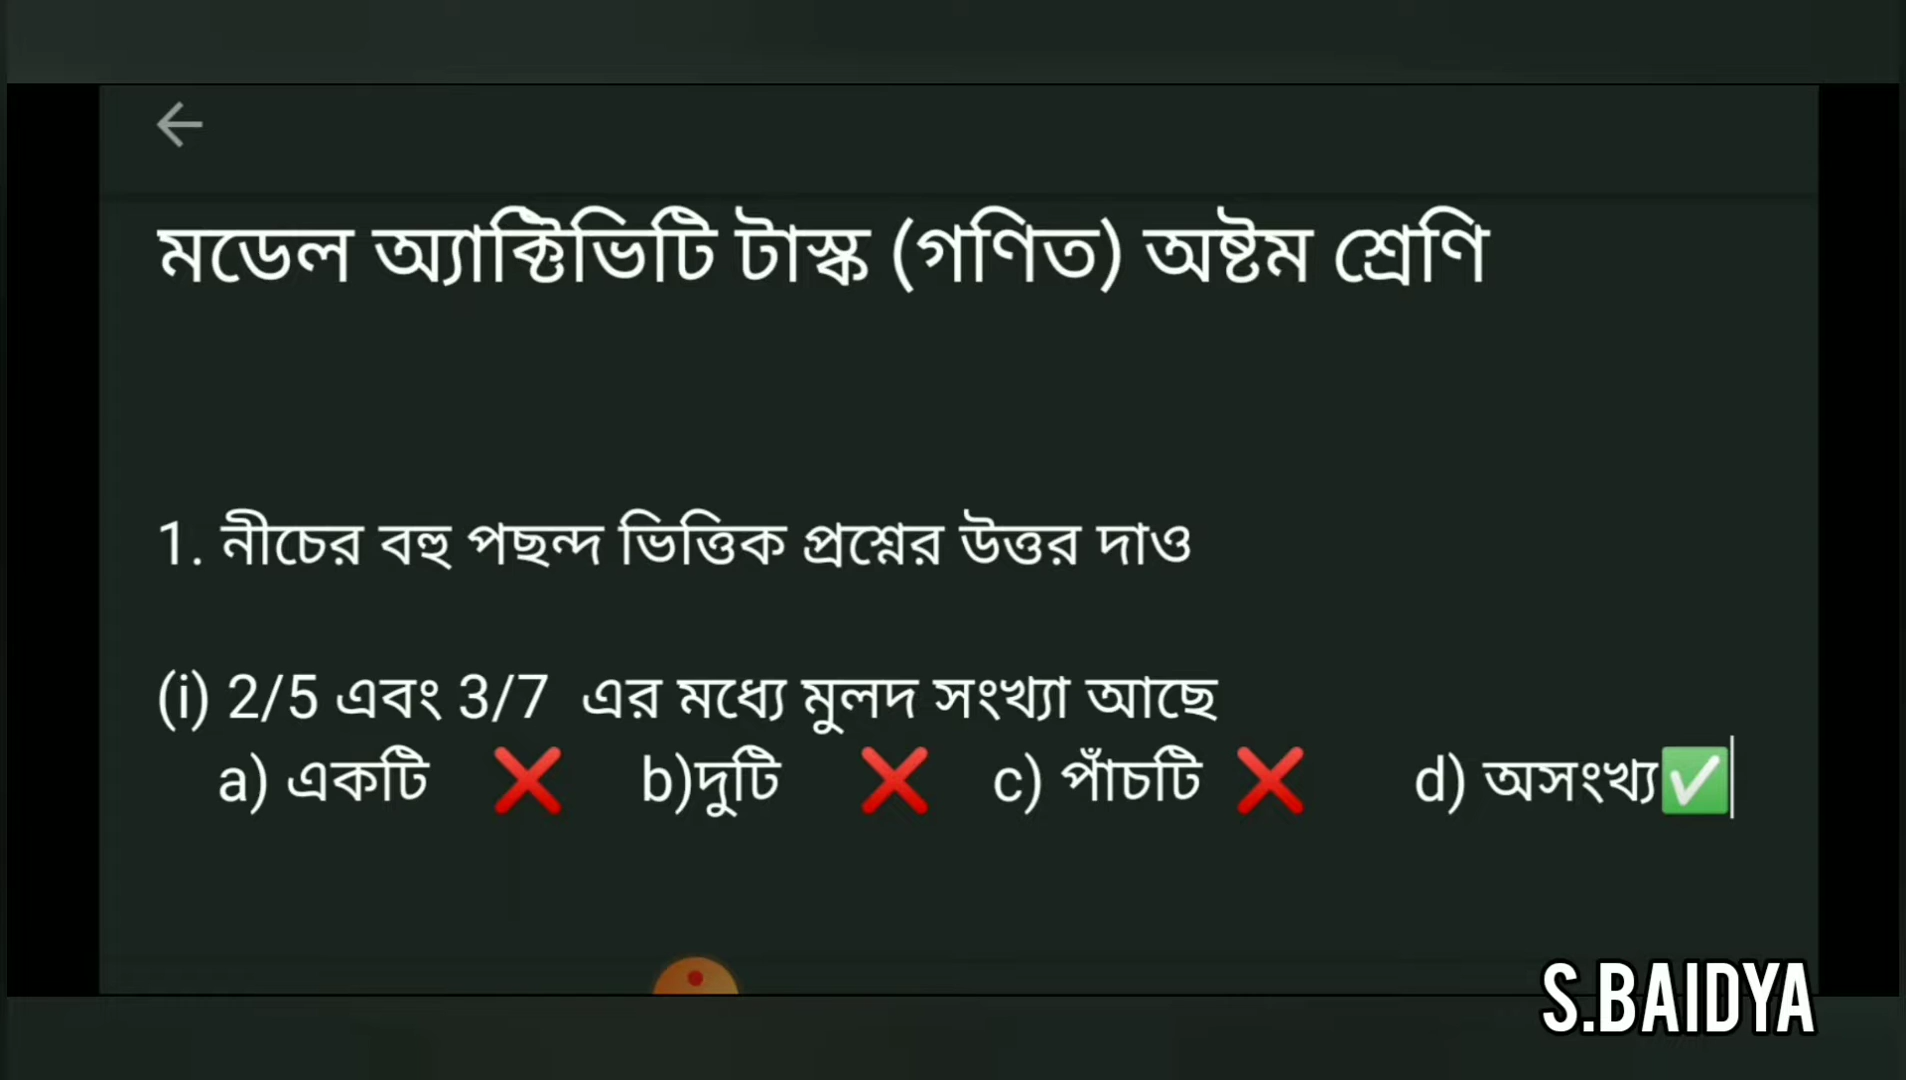 মডেল অ্যাক্টিভিটি টাস্ক (গণিত) অষ্টম শ্রেণি
1. নীচের বহু পছন্দ ভিত্তিক প্রশ্নের উত্তর দাও
(i) 2/5 এবং 3/7 এর মধ্যে মুলদ সংখ্যা আছে
a) একটি ❌ b)দুটি ❌ c) পাঁচটি ❌ d) অসংখ্য✅
S.BAIDYA